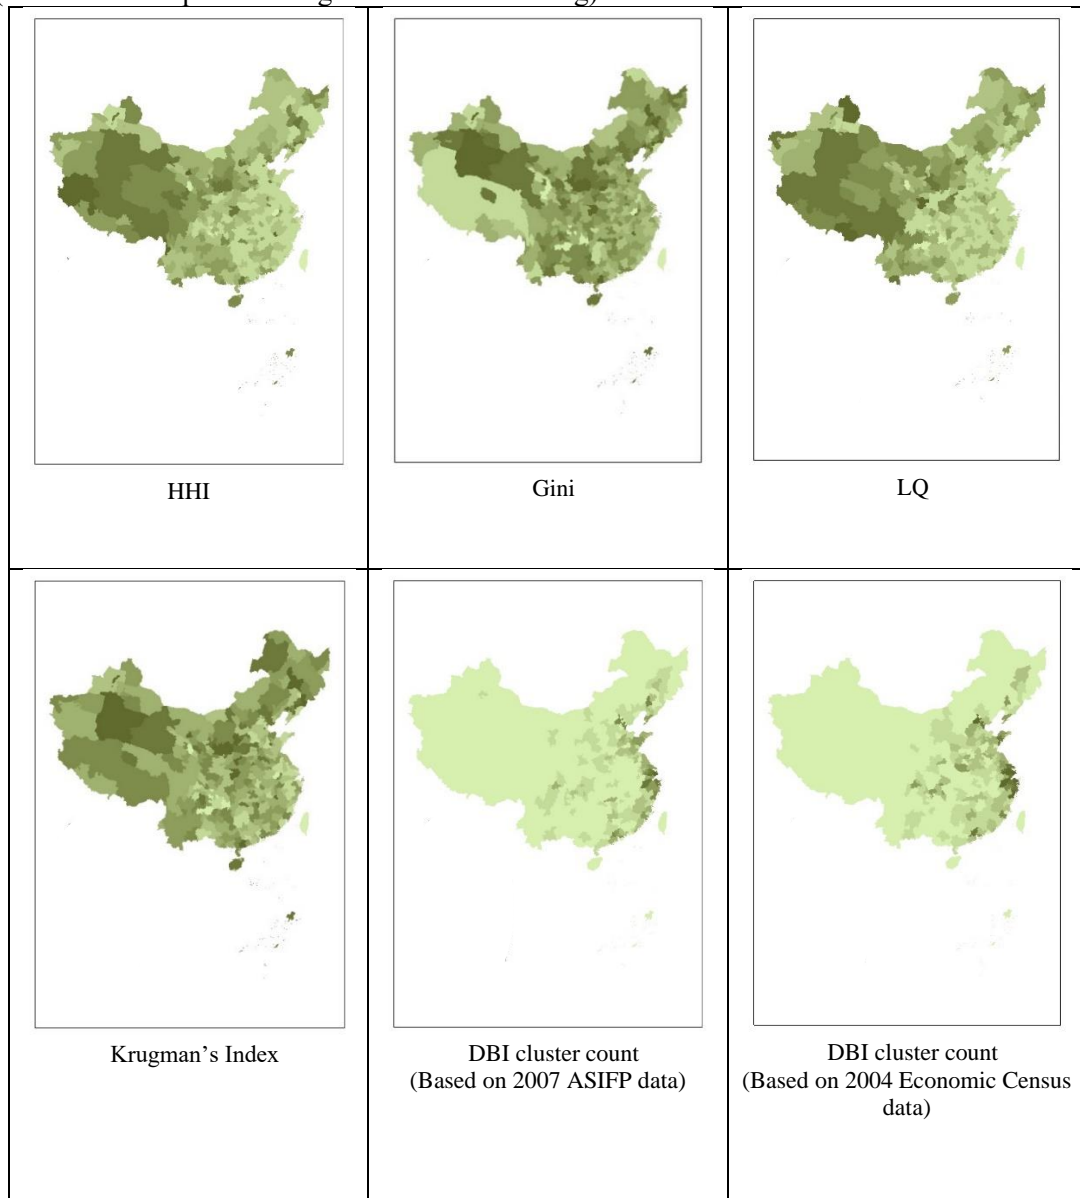 HHI
Gini
LQ
Krugman’s Index
DBI cluster count
(Based on 2007 ASIFP data)
DBI cluster count
(Based on 2004 Economic Census
data)